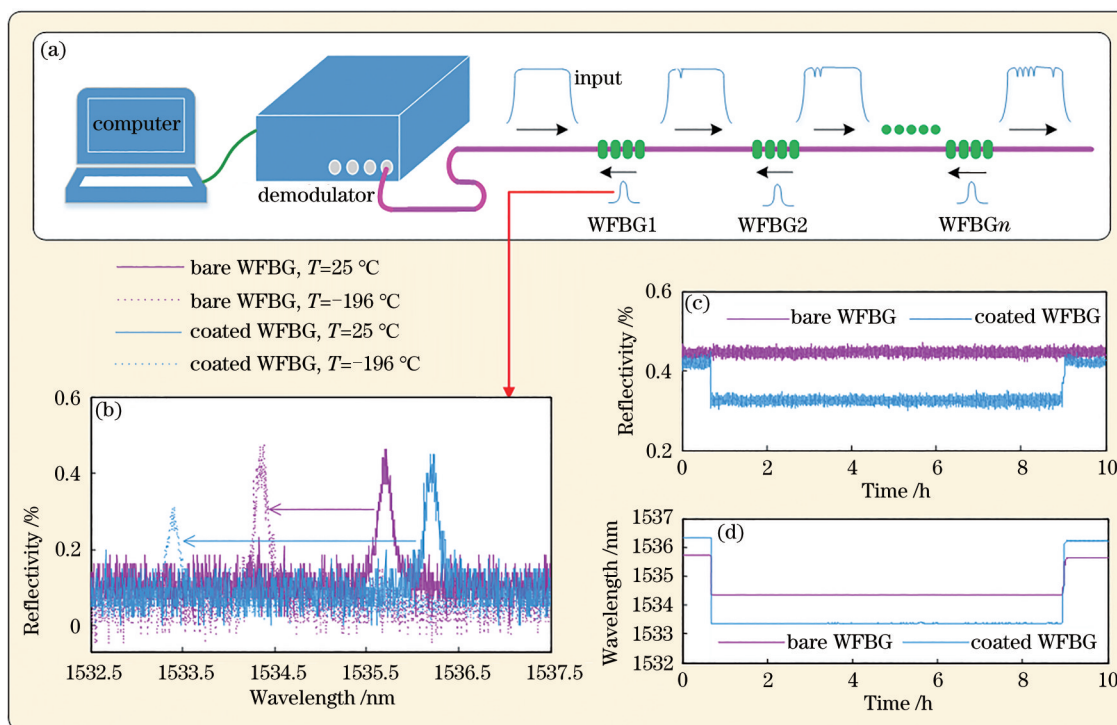 (a)
input
computer
demodulator
WFBG1
WFBG2
WFBGn
bare WFBG, T=25 °C
bare WFBG, T=−196 °C
coated WFBG, T=25 °C
coated WFBG, T=−196 °C
(b)
Reflectivity /%
0.6
0.4
0.2
0
1532.5 1533.5 1534.5 1535.5 1536.5 1537.5
Wavelength /nm
(c)
bare WFBG coated WFBG
Reflectivity /%
0.6
0.4
0.2
0 2 4 6 8 10
Time /h
(d)
Wavelength /nm
1537
1536
1535
1534
1533
1532
bare WFBG coated WFBG
0 2 4 6 8 10
Time /h